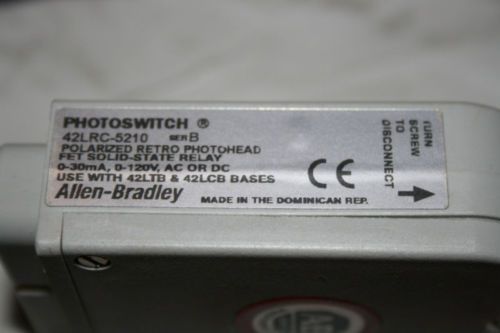 PHOTOSWITCH ®
42LRC-5210 SER B
POLARIZED RETRO PHOTOHEAD
FET SOLID-STATE RELAY
0-30mA, 0-120V, AC OR DC
USE WITH 42LTB & 42LCB BASES
Allen-Bradley MADE IN THE DOMINICAN REP.
CE
TURN
SCREW
TO
DISCONNECT